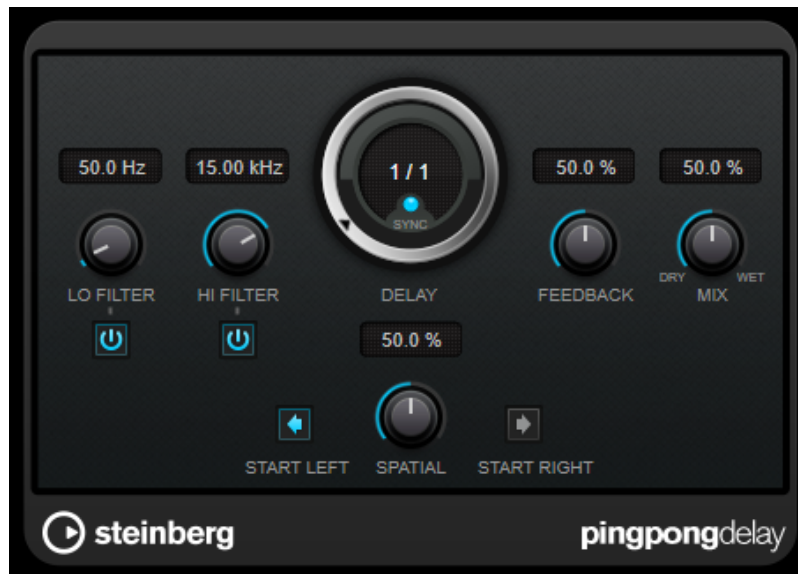 50.0 Hz
15.00 kHz
1 / 1
SYNC
50.0 %
50.0 %
LO FILTER
HI FILTER
DELAY
FEEDBACK
DRY
WET
MIX
50.0 %
START LEFT
SPATIAL
START RIGHT
steinberg
pingpongdelay